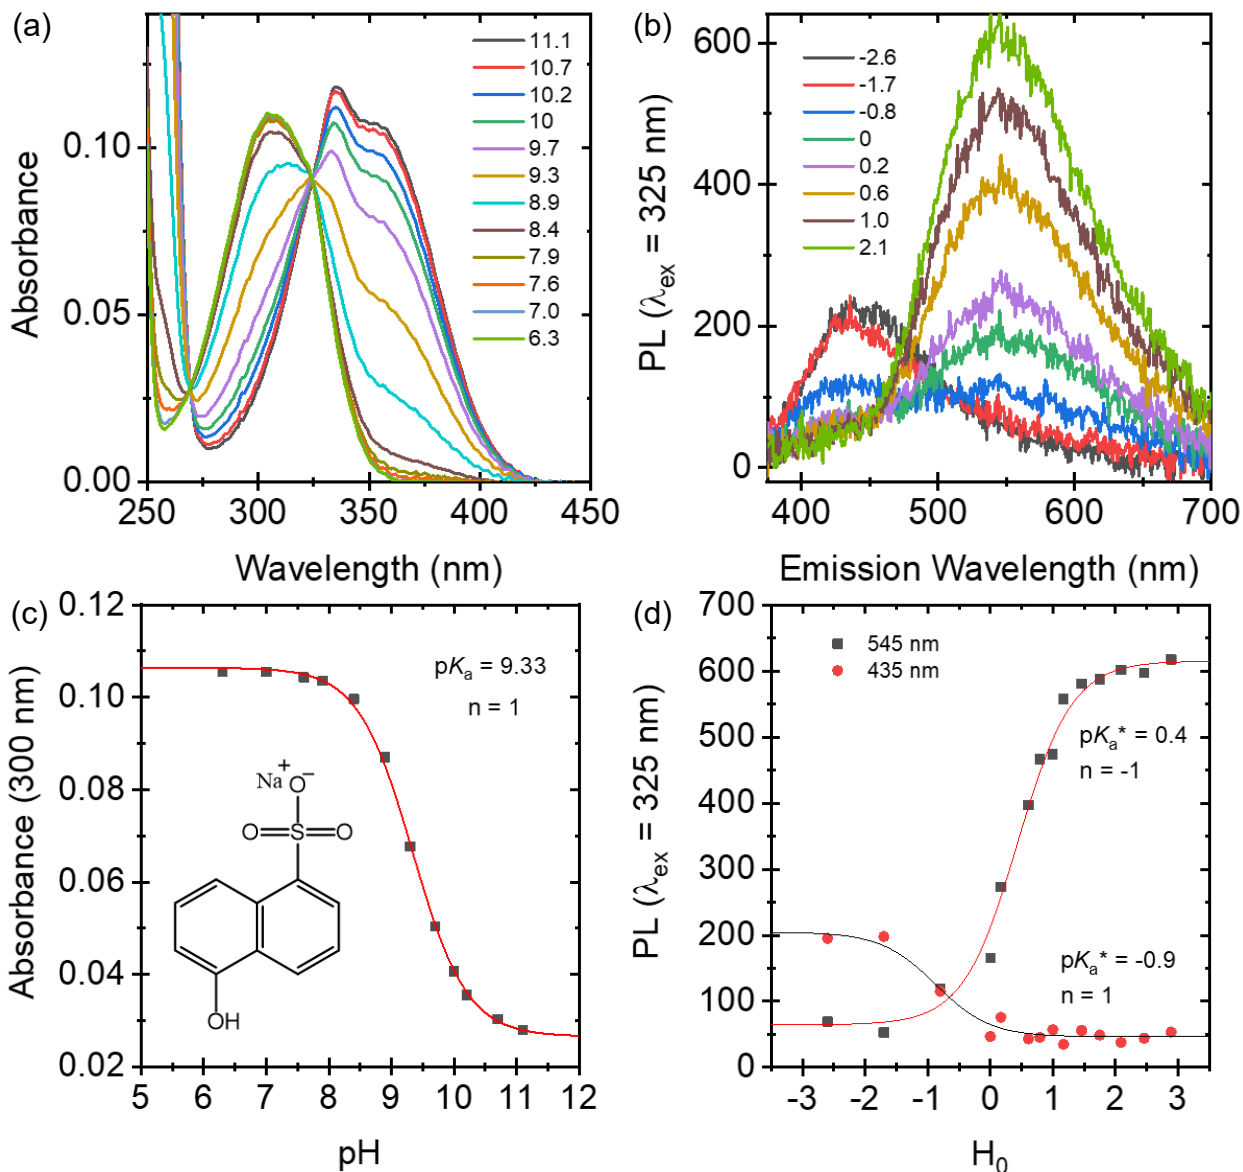 (a)
11.1
10.7
10.2
10
9.7
9.3
8.9
8.4
7.9
7.6
7.0
6.3
0.10
0.05
0.00
Absorbance
250 300 350 400 450
Wavelength (nm)
(b)
-2.6
-1.7
-0.8
0
0.2
0.6
1.0
2.1
600
400
200
0
PL (λex = 325 nm)
400 500 600 700
Emission Wavelength (nm)
(c)
pKa = 9.33
n = 1
0.12
0.10
0.08
0.06
0.04
0.02
Absorbance (300 nm)
Na+
O−
O S O
OH
5 6 7 8 9 10 11 12
pH
(d)
545 nm
435 nm
pKa* = 0.4
n = -1
pKa* = -0.9
n = 1
700
600
500
400
300
200
100
0
PL (λex = 325 nm)
-3 -2 -1 0 1 2 3
H0